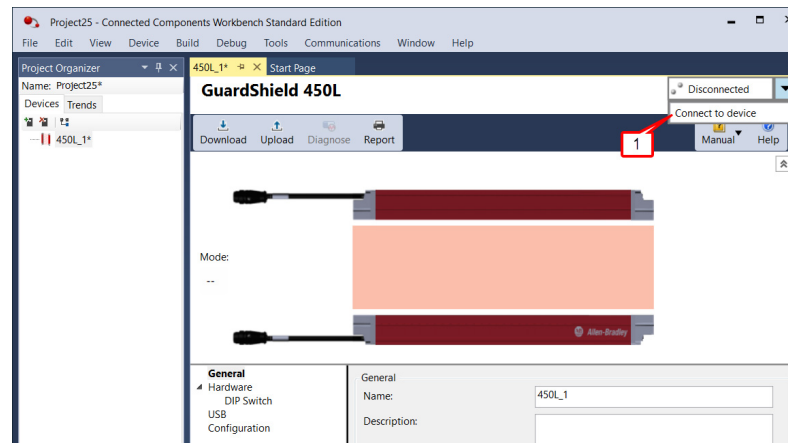 Project25 - Connected Components Workbench Standard Edition
File Edit View Device Build Debug Tools Communications Window Help
Project Organizer
Name: Project25*
Devices Trends
450L_1*
450L_1* Start Page
GuardShield 450L
Disconnected
Connect to device
1
Download Upload Diagnose Report
Manual Help
Mode:
--
Allen-Bradley
General
Hardware
DIP Switch
USB
Configuration
General
Name: 450L_1
Description: